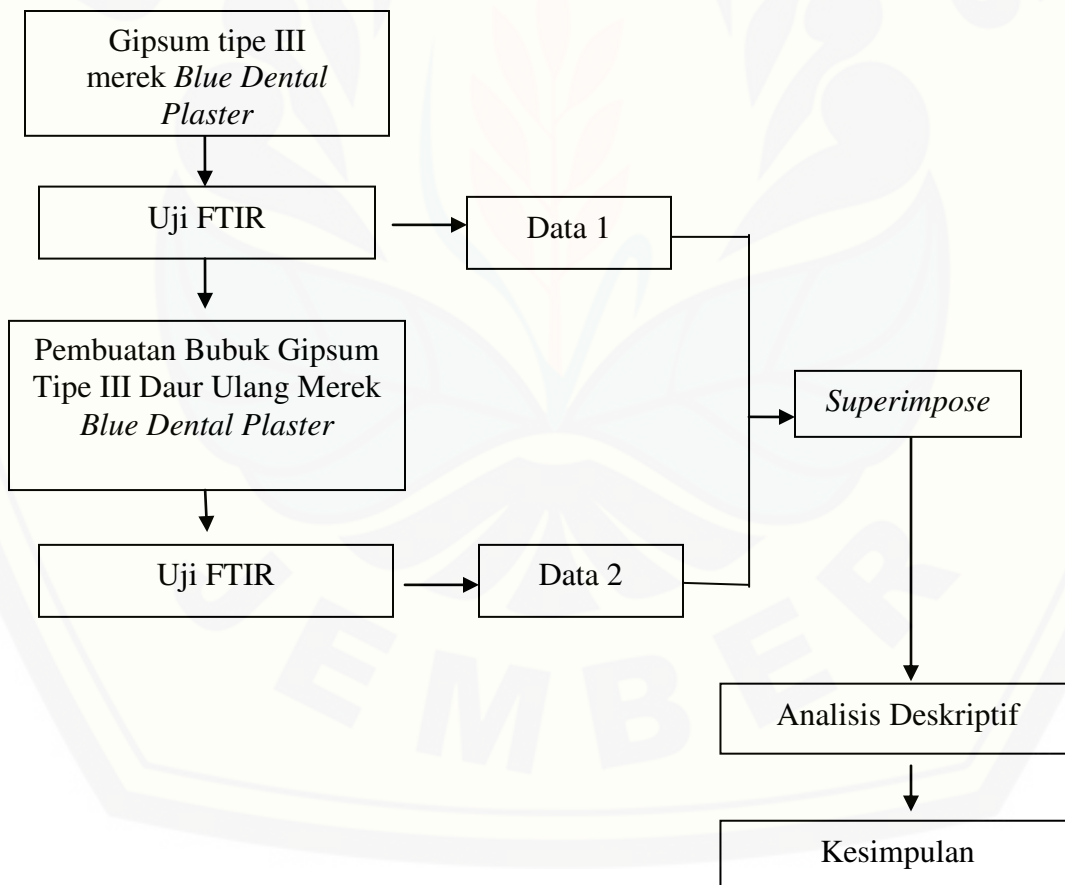 Gipsum tipe III
merek Blue Dental
Plaster
Uji FTIR
Data 1
Pembuatan Bubuk Gipsum
Tipe III Daur Ulang Merek
Blue Dental Plaster
Superimpose
Uji FTIR
Data 2
Analisis Deskriptif
Kesimpulan
JEMBER